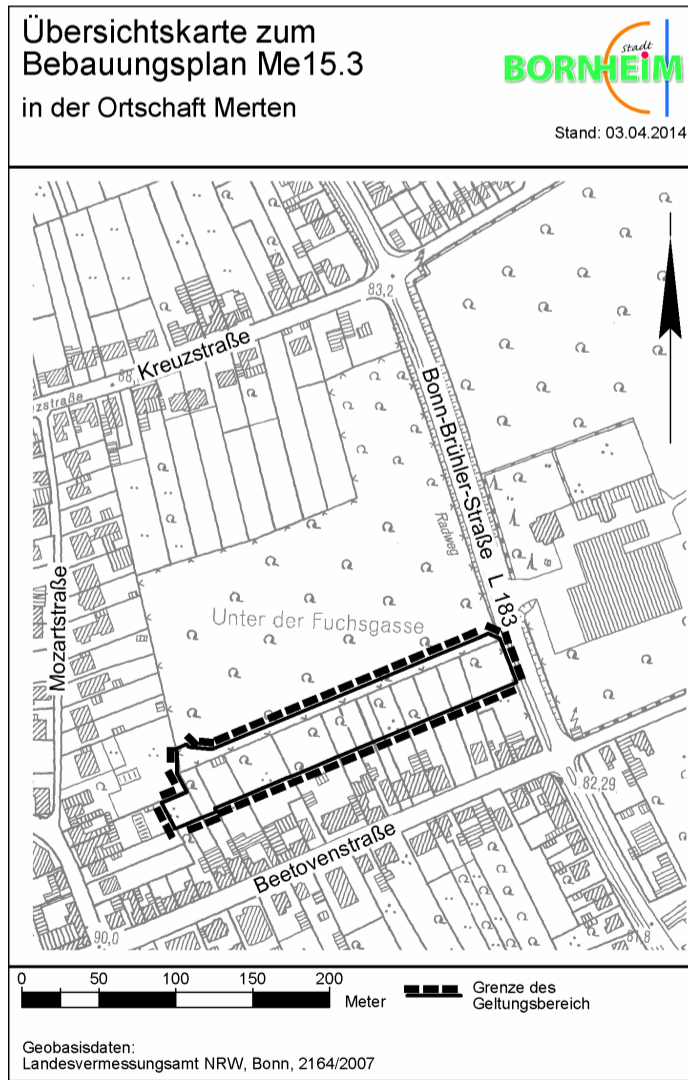 Übersichtskarte zum
Bebauungsplan Me15.3
in der Ortschaft Merten
Stadt
BORNHEIM
Stand: 03.04.2014
83,2
Kreuzstraße
88,
zstraße
Bonn-Brühler-Straße L 183
Radweg
Mozartstraße
Unter der Fuchsgasse
82,29
Beetovenstraße
90,0
0 50 100 150 200
Meter
Grenze des
Geltungsbereich
Geobasisdaten:
Landesvermessungsamt NRW, Bonn, 2164/2007